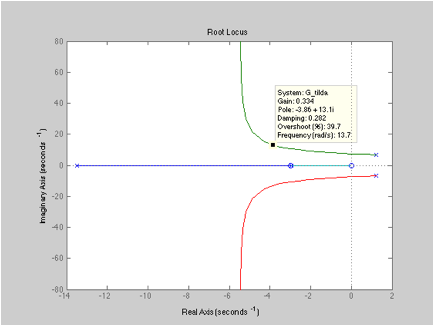 Root Locus
80
60
40
20
0
-20
-40
-60
-80
Imaginary Axis (seconds -1)
System: G_tilda
Gain: 0.334
Pole: -3.86 + 13.1i
Damping: 0.282
Overshoot (%): 39.7
Frequency (rad/s): 13.7
-14 -12 -10 -8 -6 -4 -2 0 2
Real Axis (seconds -1)